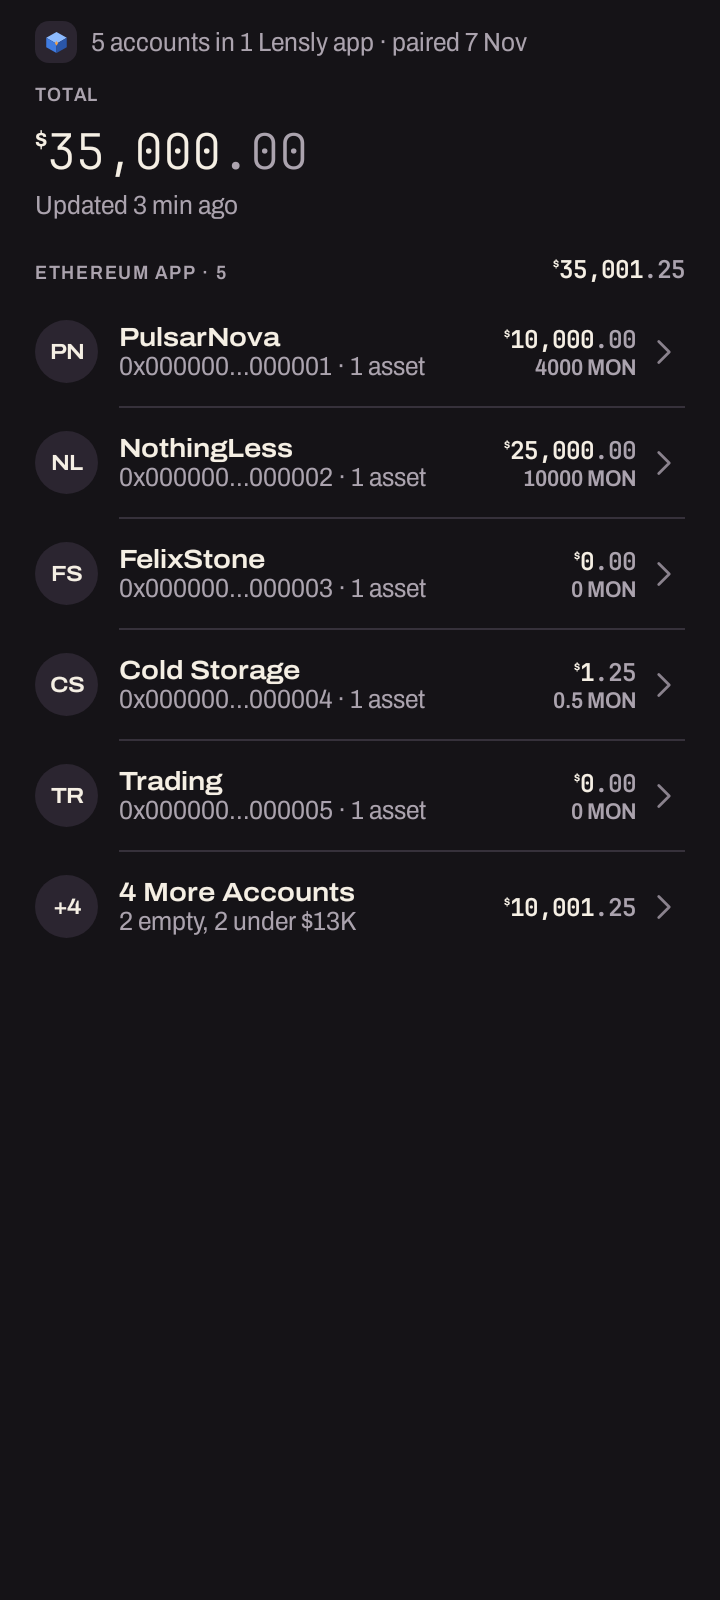 5 accounts in 1 Lensly app · paired 7 Nov
TOTAL
$35,000.00
Updated 3 min ago
ETHEREUM APP · 5 $35,001.25
PN PulsarNova $10,000.00
0x000000...000001 · 1 asset 4000 MON
NL NothingLess $25,000.00
0x000000...000002 · 1 asset 10000 MON
FS FelixStone $0.00
0x000000...000003 · 1 asset 0 MON
CS Cold Storage $1.25
0x000000...000004 · 1 asset 0.5 MON
TR Trading $0.00
0x000000...000005 · 1 asset 0 MON
+4 4 More Accounts $10,001.25
2 empty, 2 under $13K